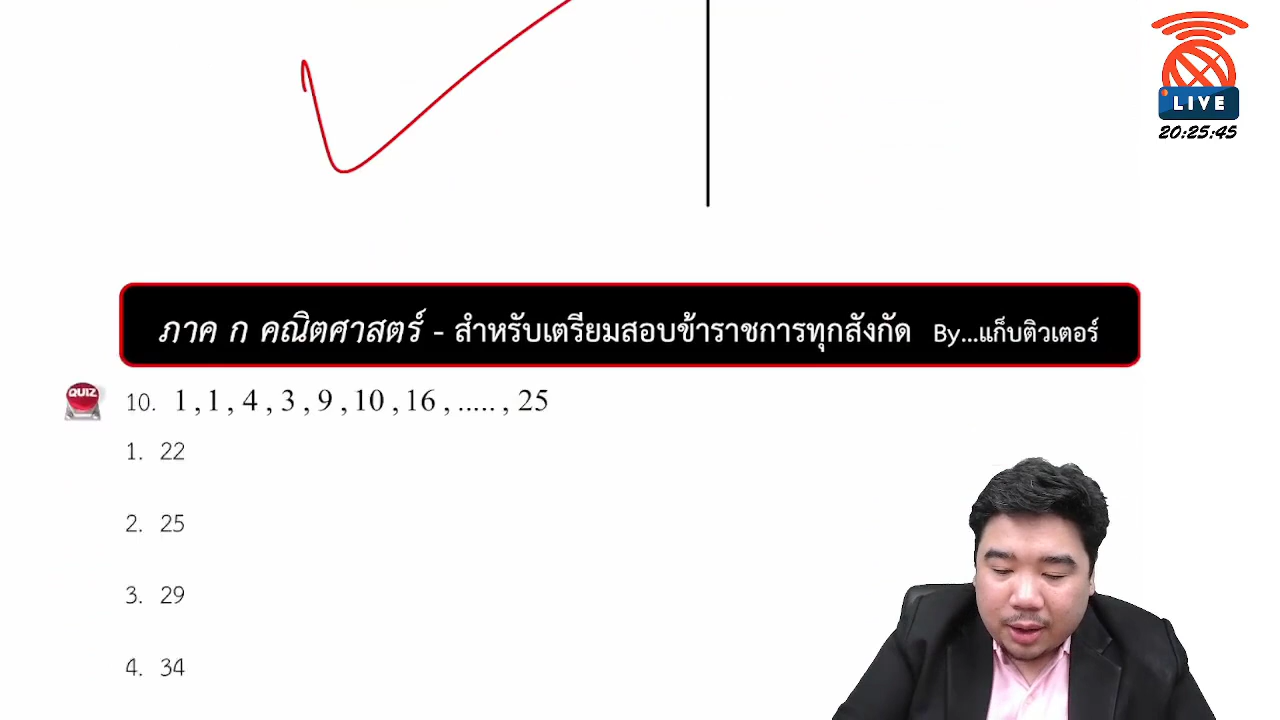 LIVE
20:25:45
ภาค ก คณิตศาสตร์ - สำหรับเตรียมสอบข้าราชการทุกสังกัด By...แก็บติวเตอร์
QUIZ
10. 1 , 1 , 4 , 3 , 9 , 10 , 16 , ..... , 25
1. 22
2. 25
3. 29
4. 34